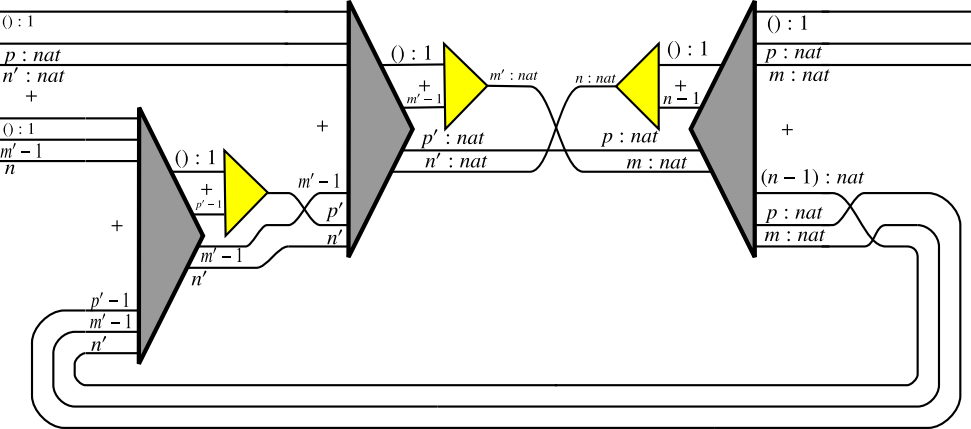 () : 1
p : nat
n′ : nat
+
() : 1
m′ − 1
n
+
p′ − 1
m′ − 1
n′
() : 1
+
p′ − 1
m′ − 1
n′
+
m′ − 1
p′
n′
() : 1
+
m′ − 1
p′ : nat
n′ : nat
m′ : nat
n : nat
() : 1
+
n − 1
p : nat
m : nat
() : 1
p : nat
m : nat
+
(n − 1) : nat
p : nat
m : nat